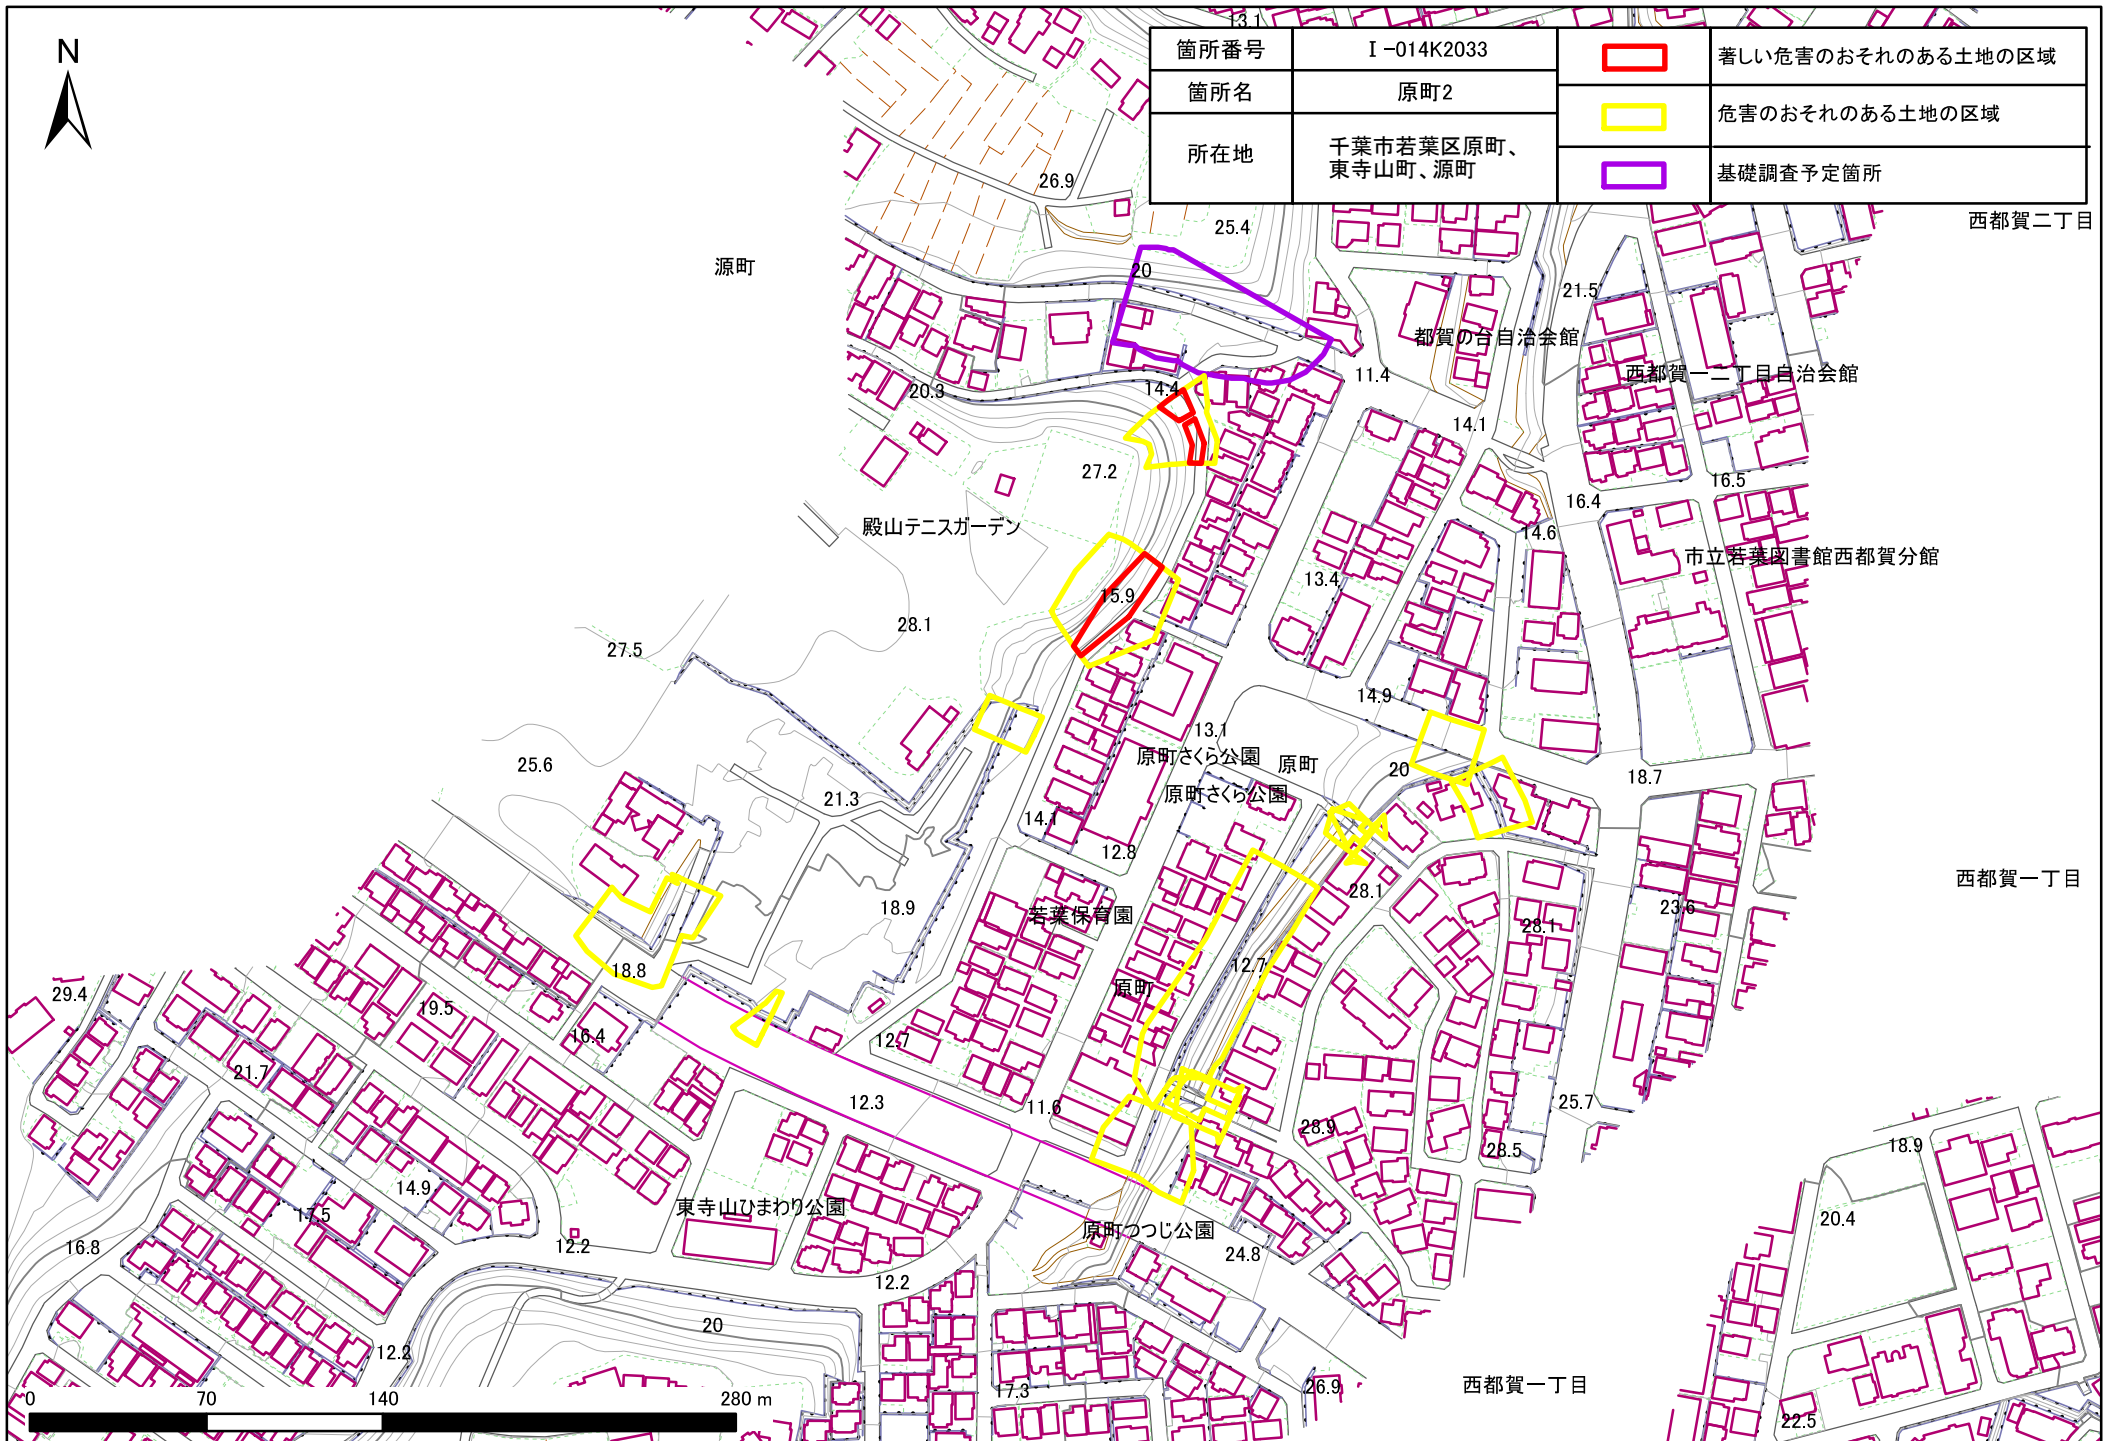 N
箇所番号
Ⅰ-014K2033
著しい危害のおそれのある土地の区域
箇所名
原町2
危害のおそれのある土地の区域
所在地
千葉市若葉区原町、
東寺山町、源町
基礎調査予定箇所
13.1
26.9
25.4
西都賀二丁目
源町
20
21.5
都賀の台自治会館
11.4
西都賀一二丁目自治会館
20.3
14.4
14.1
27.2
16.5
16.4
殿山テニスガーデン
14.6
市立若葉図書館西都賀分館
13.4
15.9
28.1
27.5
14.9
13.1
原町さくら公園
原町
25.6
20
18.7
原町さくら公園
21.3
14.1
12.8
28.1
西都賀一丁目
18.9
若葉保育園
23.6
28.1
18.8
12.7
29.4
原町
19.5
16.4
12.7
21.7
12.3
11.6
25.7
28.9
28.5
18.9
14.9
東寺山ひまわり公園
17.5
20.4
原町つつじ公園
16.8
12.2
24.8
12.2
20
12.2
17.3
26.9
西都賀一丁目
0
70
140
280 m
22.5